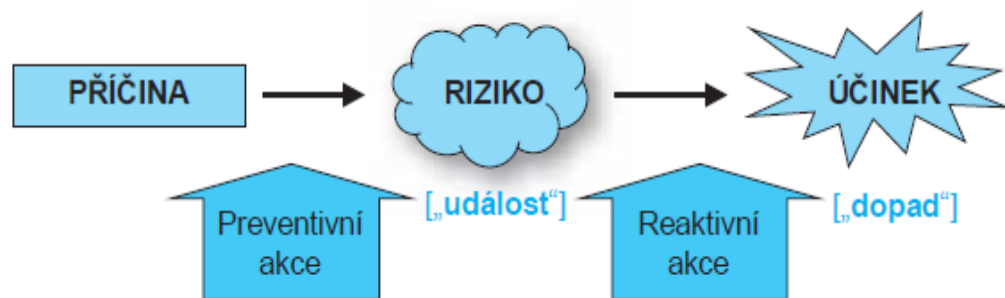 PŘÍČINA
RIZIKO
ÚČINEK
[„událost“]
[„dopad“]
Preventivní
akce
Reaktivní
akce